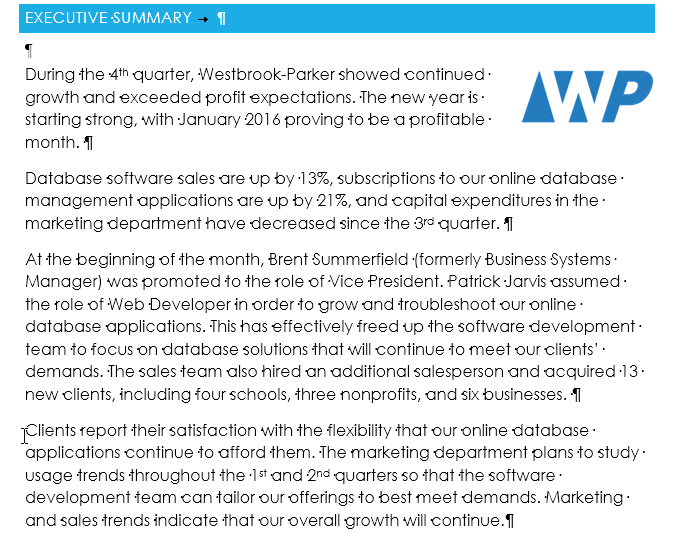 EXECUTIVE SUMMARY → ¶
¶
During the 4th quarter, Westbrook-Parker showed continued
growth and exceeded profit expectations. The new year is
starting strong, with January 2016 proving to be a profitable
month. ¶
WP
Database software sales are up by 13%, subscriptions to our online database
management applications are up by 21%, and capital expenditures in the
marketing department have decreased since the 3rd quarter. ¶
At the beginning of the month, Brent Summerfield (formerly Business Systems
Manager) was promoted to the role of Vice President. Patrick Jarvis assumed
the role of Web Developer in order to grow and troubleshoot our online
database applications. This has effectively freed up the software development
team to focus on database solutions that will continue to meet our clients’
demands. The sales team also hired an additional salesperson and acquired 13
new clients, including four schools, three nonprofits, and six businesses. ¶
Clients report their satisfaction with the flexibility that our online database
applications continue to afford them. The marketing department plans to study
usage trends throughout the 1st and 2nd quarters so that the software
development team can tailor our offerings to best meet demands. Marketing
and sales trends indicate that our overall growth will continue.¶